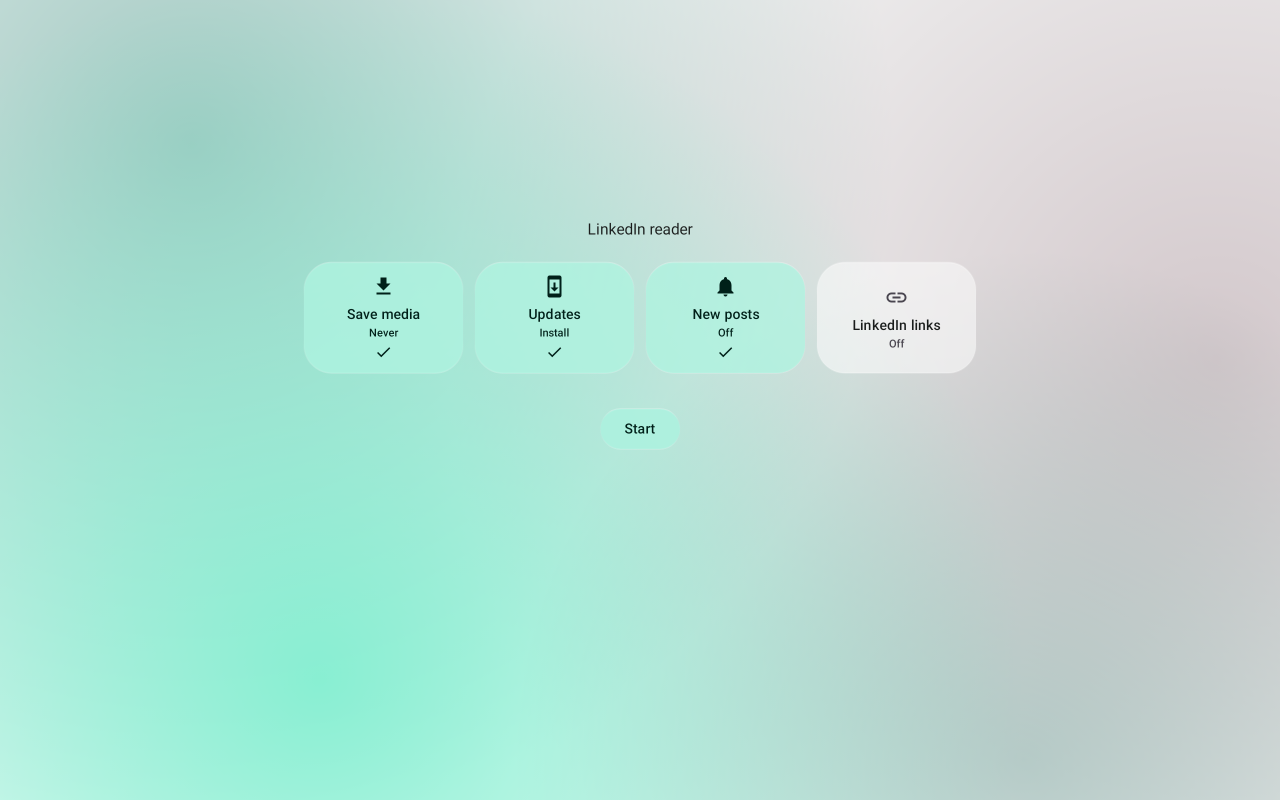 LinkedIn reader
Save media
Never
Updates
Install
New posts
Off
LinkedIn links
Off
Start